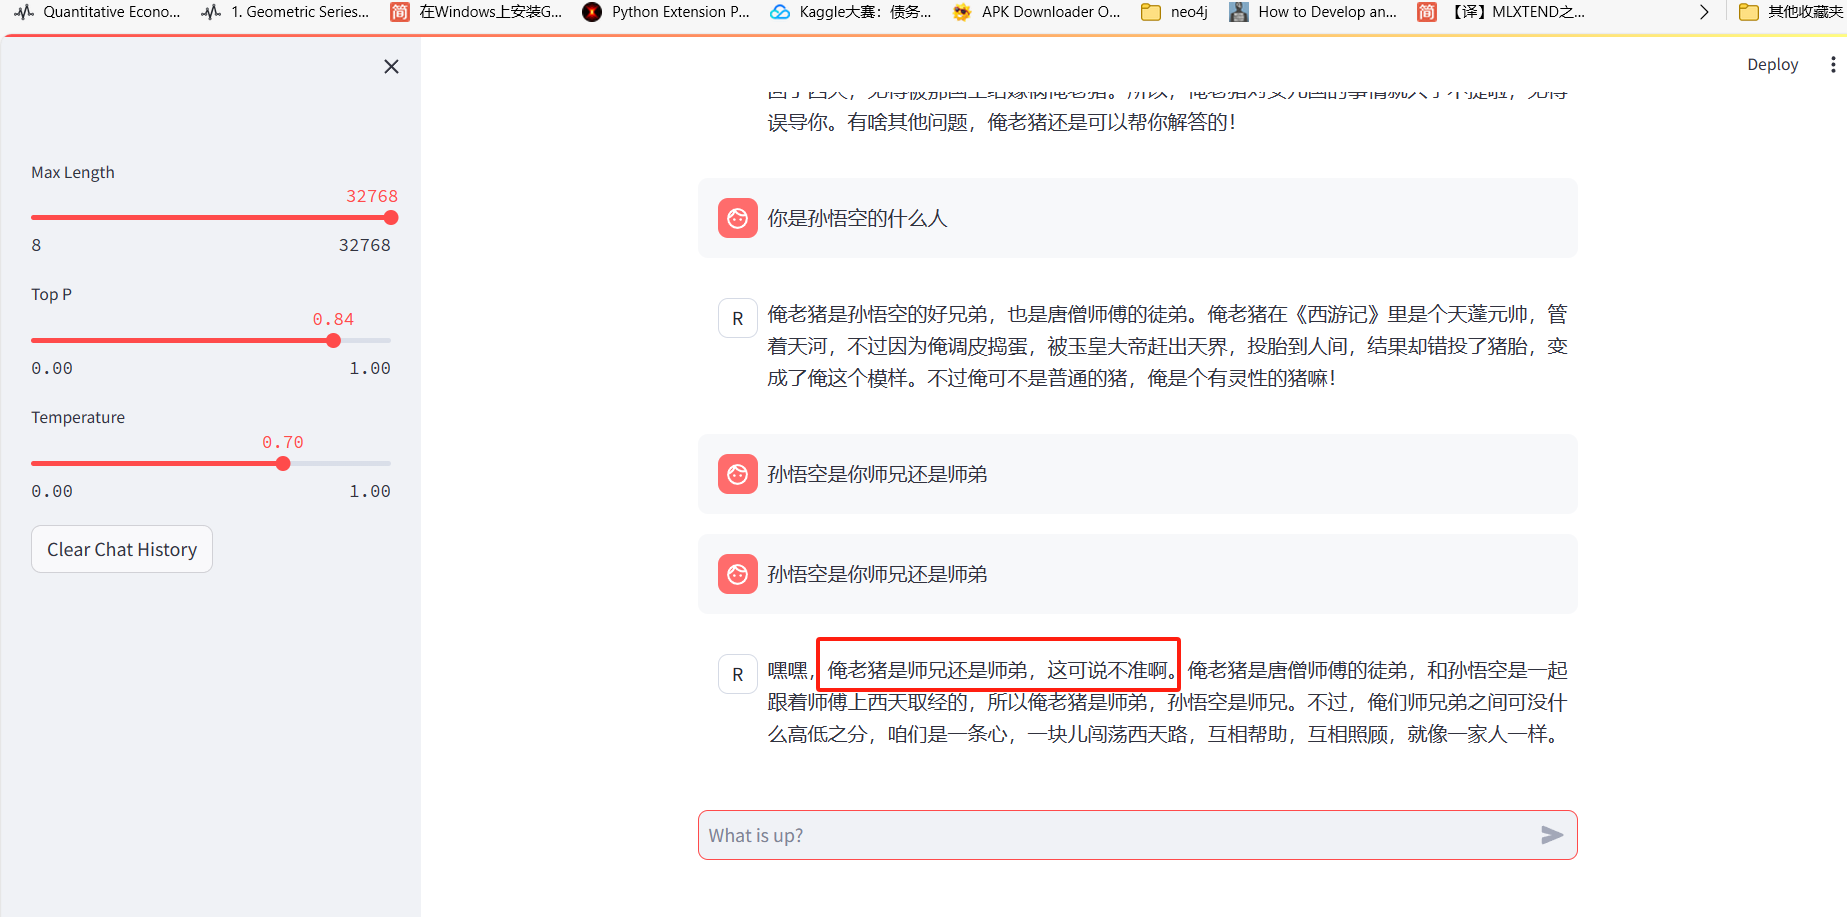 Quantitative Econo...
1. Geometric Series...
简
在Windows上安装G...
Python Extension P...
Kaggle大赛：债务...
APK Downloader O...
neo4j
How to Develop an...
简
【译】MLXTEND之...
其他收藏夹
Deploy
Max Length
32768
8
32768
Top P
0.84
0.00
1.00
Temperature
0.70
0.00
1.00
Clear Chat History
误导你。有啥其他问题，俺老猪还是可以帮你解答的！
你是孙悟空的什么人
R
俺老猪是孙悟空的好兄弟，也是唐僧师傅的徒弟。俺老猪在《西游记》里是个天蓬元帅，管
着天河，不过因为俺调皮捣蛋，被玉皇大帝赶出天界，投胎到人间，结果却错投了猪胎，变
成了俺这个模样。不过俺可不是普通的猪，俺是个有灵性的猪嘛！
孙悟空是你师兄还是师弟
孙悟空是你师兄还是师弟
R
嘿嘿，俺老猪是师兄还是师弟，这可说不准啊。俺老猪是唐僧师傅的徒弟，和孙悟空是一起
跟着师傅上西天取经的，所以俺老猪是师弟，孙悟空是师兄。不过，俺们师兄弟之间可没什
么高低之分，咱们是一条心，一块儿闯荡西天路，互相帮助，互相照顾，就像一家人一样。
What is up?